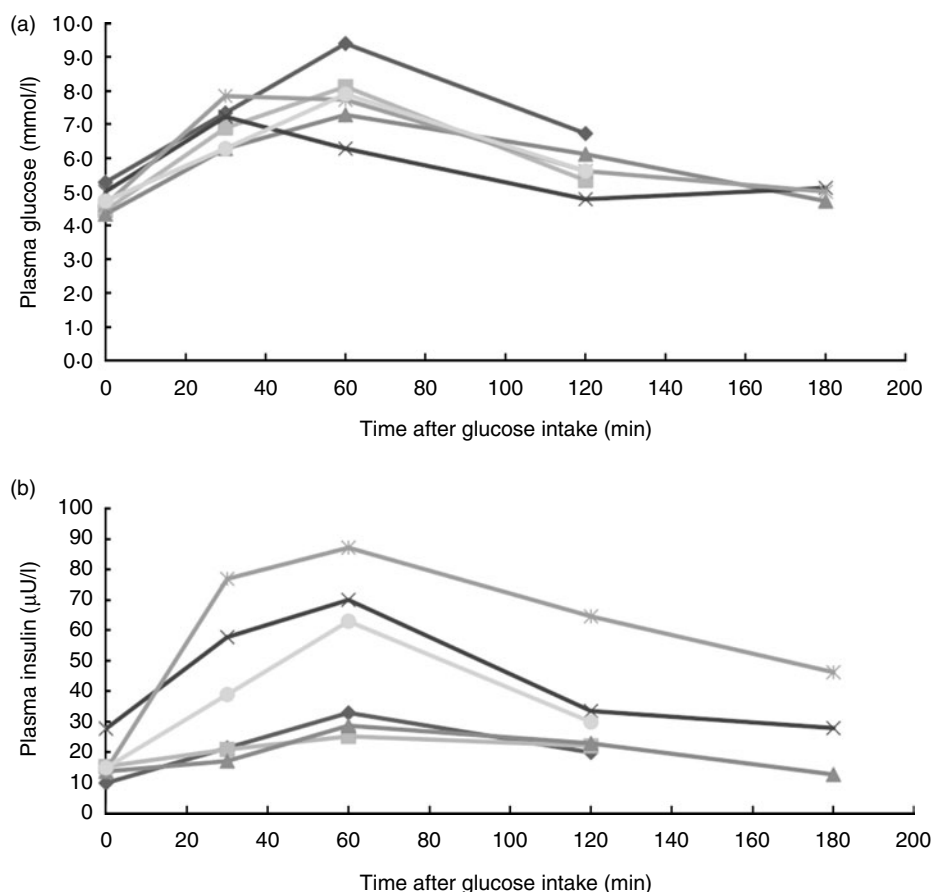 (a)
10·0
9·0
8·0
7·0
6·0
5·0
4·0
3·0
2·0
1·0
0·0
Plasma glucose (mmol/l)
0 20 40 60 80 100 120 140 160 180 200
Time after glucose intake (min)
(b)
100
90
80
70
60
50
40
30
20
10
0
Plasma insulin (μU/l)
0 20 40 60 80 100 120 140 160 180 200
Time after glucose intake (min)